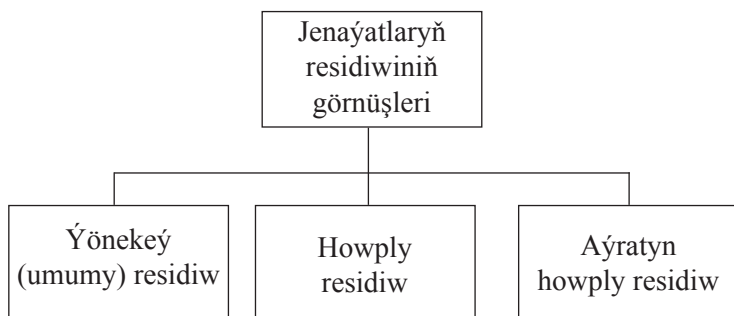 Jenaýatlaryň
residiwiniň
görnüşleri
Ýönekeý
(umumy) residiw
Howply
residiw
Aýratyn
howply residiw